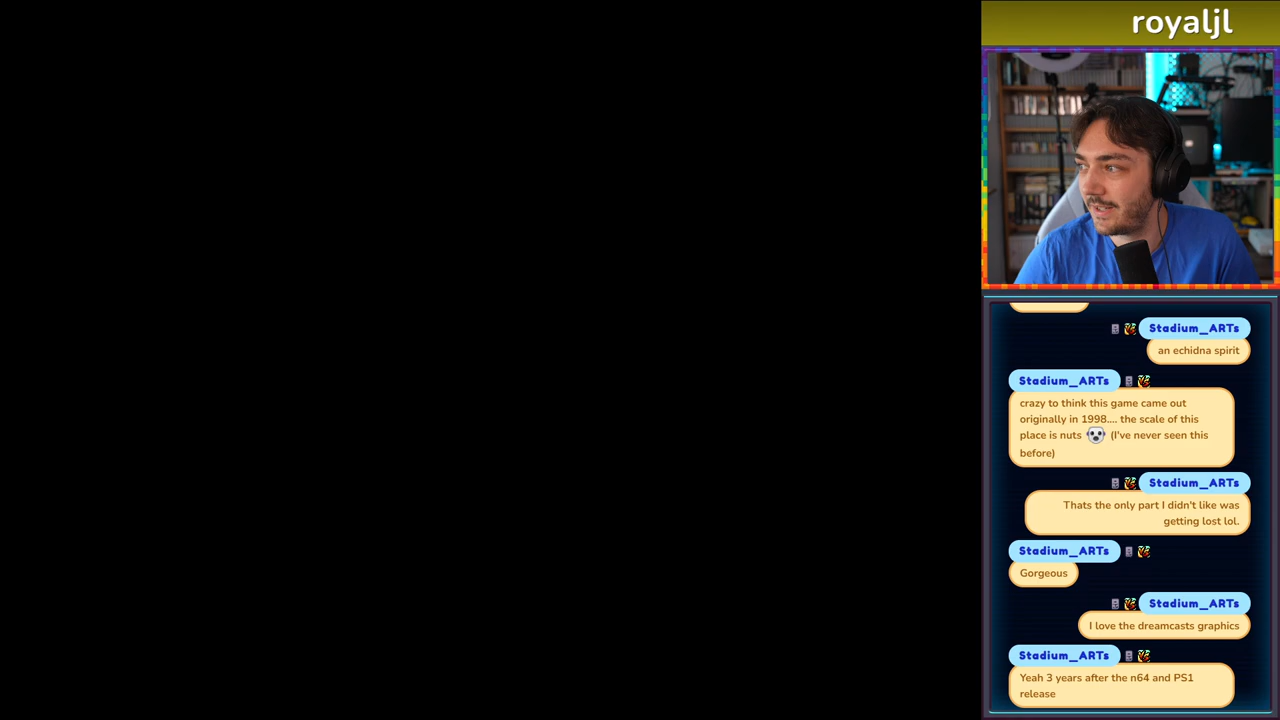 royaljl
Stadium_ARTs
an echidna spirit
Stadium_ARTs
crazy to think this game came out
originally in 1998.... the scale of this
place is nuts (I've never seen this
before)
Stadium_ARTs
Thats the only part I didn't like was
getting lost lol.
Stadium_ARTs
Gorgeous
Stadium_ARTs
I love the dreamcasts graphics
Stadium_ARTs
Yeah 3 years after the n64 and PS1
release